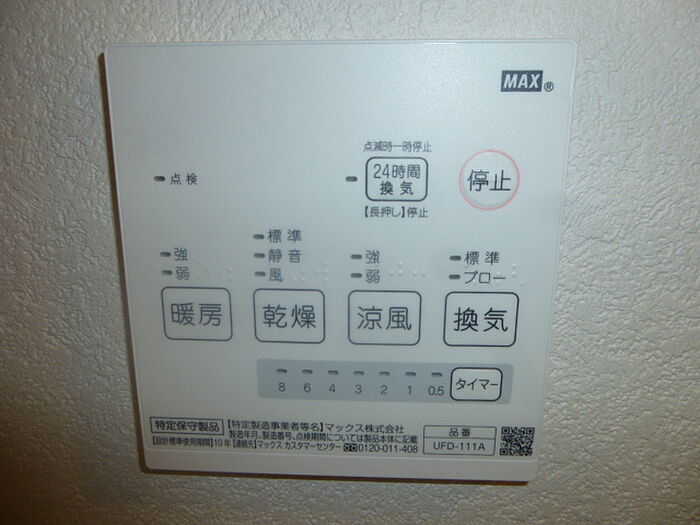 MAX®
点滅時一時停止
点検
24時間
換気
停止
【長押し】停止
標準
強 静音 強 標準
弱 風 弱 ブロー
暖房 乾燥 涼風 換気
8 6 4 3 2 1 0.5 タイマー
特定保守製品 【特定製造事業者等名】マックス株式会社
製造年月、製造番号、点検期間については製品本体に記載
【設計標準使用期間】10年【連絡先】マックス カスタマーセンター 0120-011-408
品番
UFD-111A